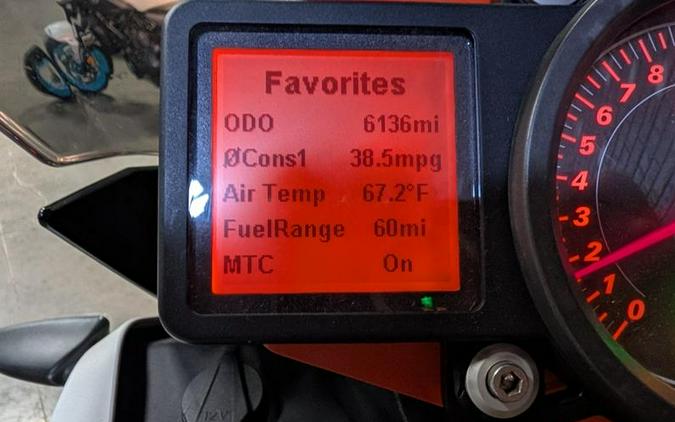 Favorites
ODO 6136mi
ØCons1 38.5mpg
Air Temp 67.2°F
FuelRange 60mi
MTC On
8
7
6
5
4
3
2
1
0
12V